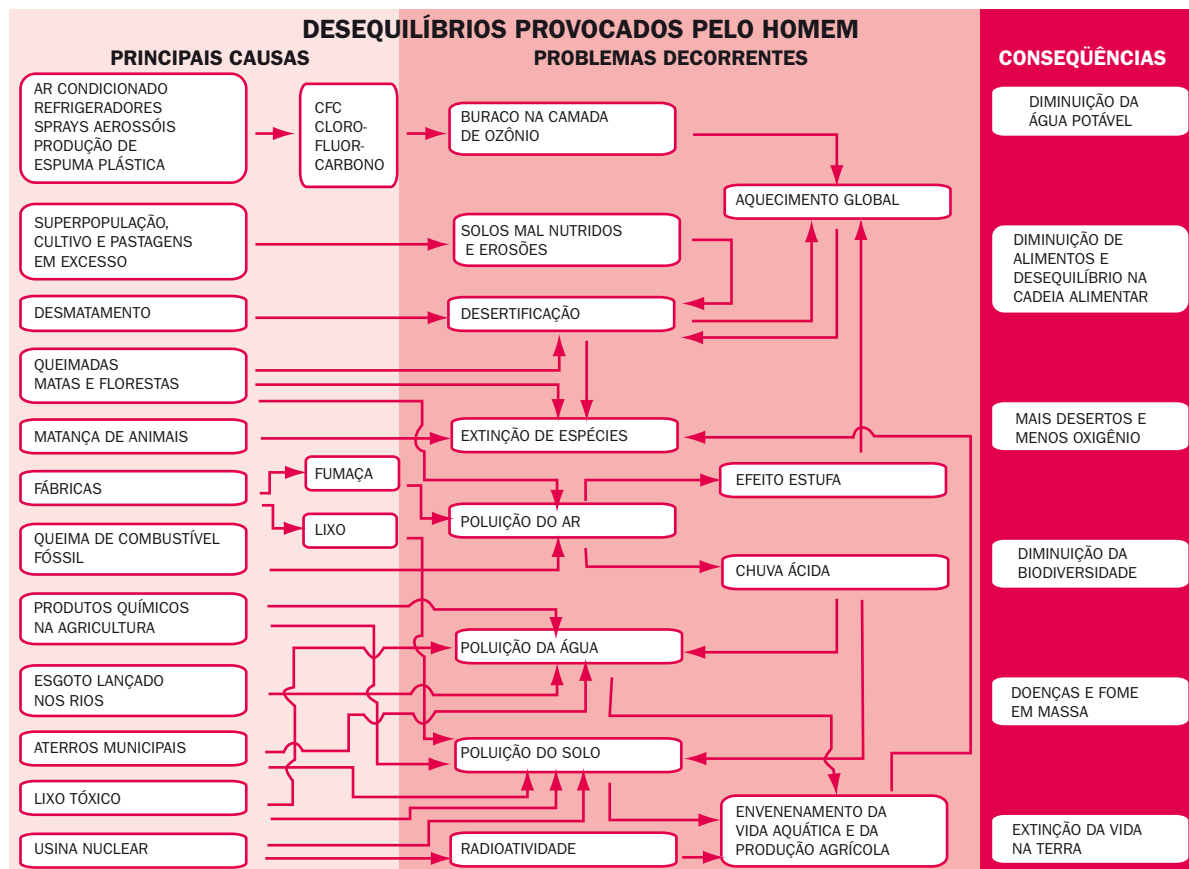 DESEQUILÍBRIOS PROVOCADOS PELO HOMEM
PRINCIPAIS CAUSAS
AR CONDICIONADO
REFRIGERADORES
SPRAYS AEROSSÓIS
PRODUÇÃO DE
ESPUMA PLÁSTICA
CFC
CLORO-
FLUOR-
CARBONO
SUPERPOPULAÇÃO,
CULTIVO E PASTAGENS
EM EXCESSO
DESMATAMENTO
QUEIMADAS
MATAS E FLORESTAS
MATANÇA DE ANIMAIS
FÁBRICAS
FUMAÇA
LIXO
QUEIMA DE COMBUSTÍVEL
FÓSSIL
PRODUTOS QUÍMICOS
NA AGRICULTURA
ESGOTO LANÇADO
NOS RIOS
ATERROS MUNICIPAIS
LIXO TÓXICO
USINA NUCLEAR
PROBLEMAS DECORRENTES
BURACO NA CAMADA
DE OZÔNIO
AQUECIMENTO GLOBAL
SOLOS MAL NUTRIDOS
E EROSÕES
DESERTIFICAÇÃO
EXTINÇÃO DE ESPÉCIES
EFEITO ESTUFA
POLUIÇÃO DO AR
CHUVA ÁCIDA
POLUIÇÃO DA ÁGUA
POLUIÇÃO DO SOLO
ENVENENAMENTO DA
VIDA AQUÁTICA E DA
PRODUÇÃO AGRÍCOLA
RADIOATIVIDADE
CONSEQÜÊNCIAS
DIMINUIÇÃO DA
ÁGUA POTÁVEL
DIMINUIÇÃO DE
ALIMENTOS E
DESEQUILÍBRIO NA
CADEIA ALIMENTAR
MAIS DESERTOS E
MENOS OXIGÊNIO
DIMINUIÇÃO DA
BIODIVERSIDADE
DOENÇAS E FOME
EM MASSA
EXTINÇÃO DA VIDA
NA TERRA